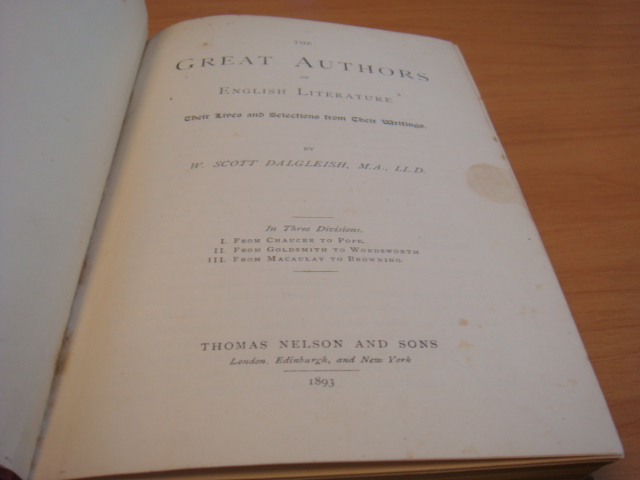 THE
GREAT AUTHORS
OF
ENGLISH LITERATURE
Their Lives and Selections from Their Writings.
BY
W. SCOTT DALGLEISH, M.A., LL.D.
In Three Divisions.
I. FROM CHAUCER TO POPE.
II. FROM GOLDSMITH TO WORDSWORTH
III. FROM MACAULAY TO BROWNING.
THOMAS NELSON AND SONS
London, Edinburgh, and New York
1893